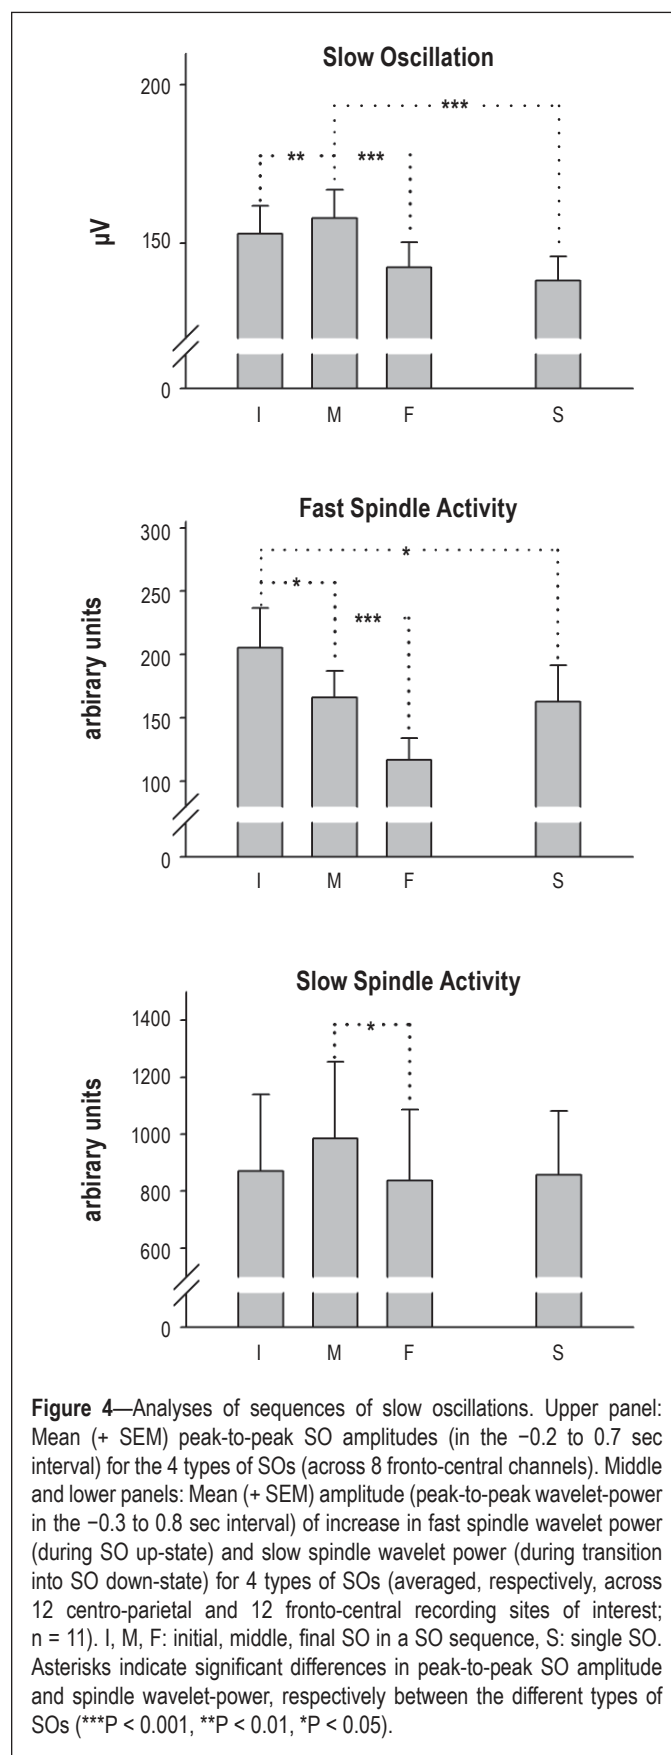 Slow Oscillation
200
***
**
***
µV
150
0
I M F S
Fast Spindle Activity
300
*
250
*
***
arbirary units
200
150
100
0
I M F S
Slow Spindle Activity
1400
*
1200
arbirary units
1000
800
600
0
I M F S
Figure 4—Analyses of sequences of slow oscillations. Upper panel:
Mean (+ SEM) peak-to-peak SO amplitudes (in the −0.2 to 0.7 sec
interval) for the 4 types of SOs (across 8 fronto-central channels). Middle
and lower panels: Mean (+ SEM) amplitude (peak-to-peak wavelet-power
in the −0.3 to 0.8 sec interval) of increase in fast spindle wavelet power
(during SO up-state) and slow spindle wavelet power (during transition
into SO down-state) for 4 types of SOs (averaged, respectively, across
12 centro-parietal and 12 fronto-central recording sites of interest;
n = 11). I, M, F: initial, middle, final SO in a SO sequence, S: single SO.
Asterisks indicate significant differences in peak-to-peak SO amplitude
and spindle wavelet-power, respectively between the different types of
SOs (***P < 0.001, **P < 0.01, *P < 0.05).